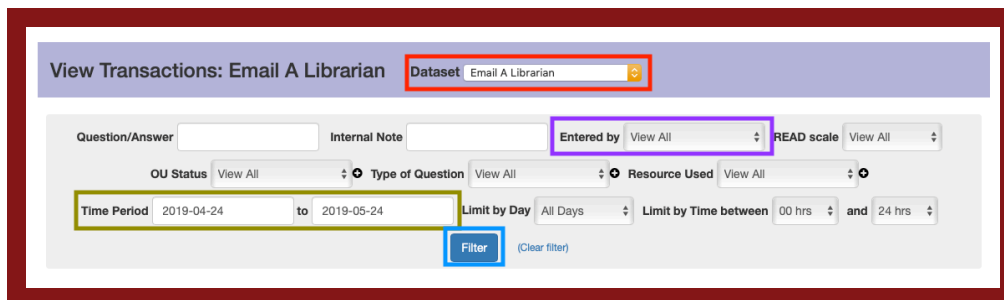 View Transactions: Email A Librarian Dataset Email A Librarian
Question/Answer Internal Note Entered by View All READ scale View All
OU Status View All Type of Question View All Resource Used View All
Time Period 2019-04-24 to 2019-05-24 Limit by Day All Days Limit by Time between 00 hrs and 24 hrs
Filter (Clear filter)